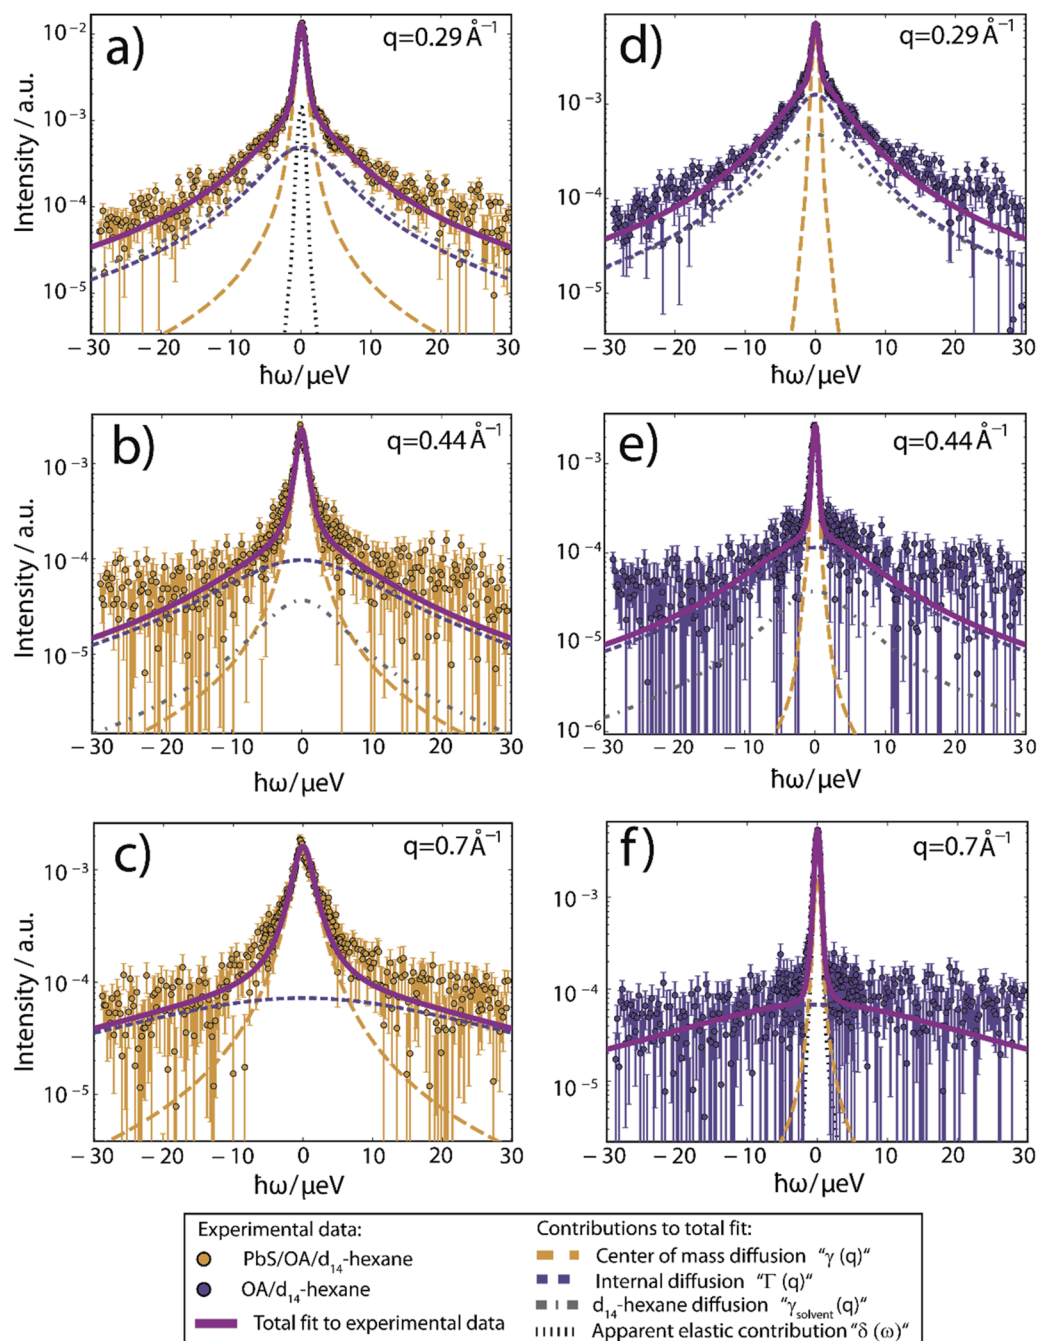 a)
q=0.29 Å⁻¹
10⁻²
10⁻³
10⁻⁴
10⁻⁵
Intensity / a.u.
−30 −20 −10 0 10 20 30
ħω/μeV
d)
q=0.29 Å⁻¹
10⁻³
10⁻⁴
10⁻⁵
−30 −20 −10 0 10 20 30
ħω/μeV
b)
q=0.44 Å⁻¹
10⁻³
10⁻⁴
10⁻⁵
Intensity / a.u.
−30 −20 −10 0 10 20 30
ħω/μeV
e)
q=0.44 Å⁻¹
10⁻³
10⁻⁴
10⁻⁵
10⁻⁶
−30 −20 −10 0 10 20 30
ħω/μeV
c)
q=0.7 Å⁻¹
10⁻³
10⁻⁴
10⁻⁵
Intensity / a.u.
−30 −20 −10 0 10 20 30
ħω/μeV
f)
q=0.7 Å⁻¹
10⁻³
10⁻⁴
10⁻⁵
−30 −20 −10 0 10 20 30
ħω/μeV
Experimental data:
PbS/OA/d₁₄-hexane
OA/d₁₄-hexane
Total fit to experimental data
Contributions to total fit:
Center of mass diffusion "γ (q)"
Internal diffusion "Γ (q)"
d₁₄-hexane diffusion "γsolvent(q)"
Apparent elastic contribution "δ (ω)"